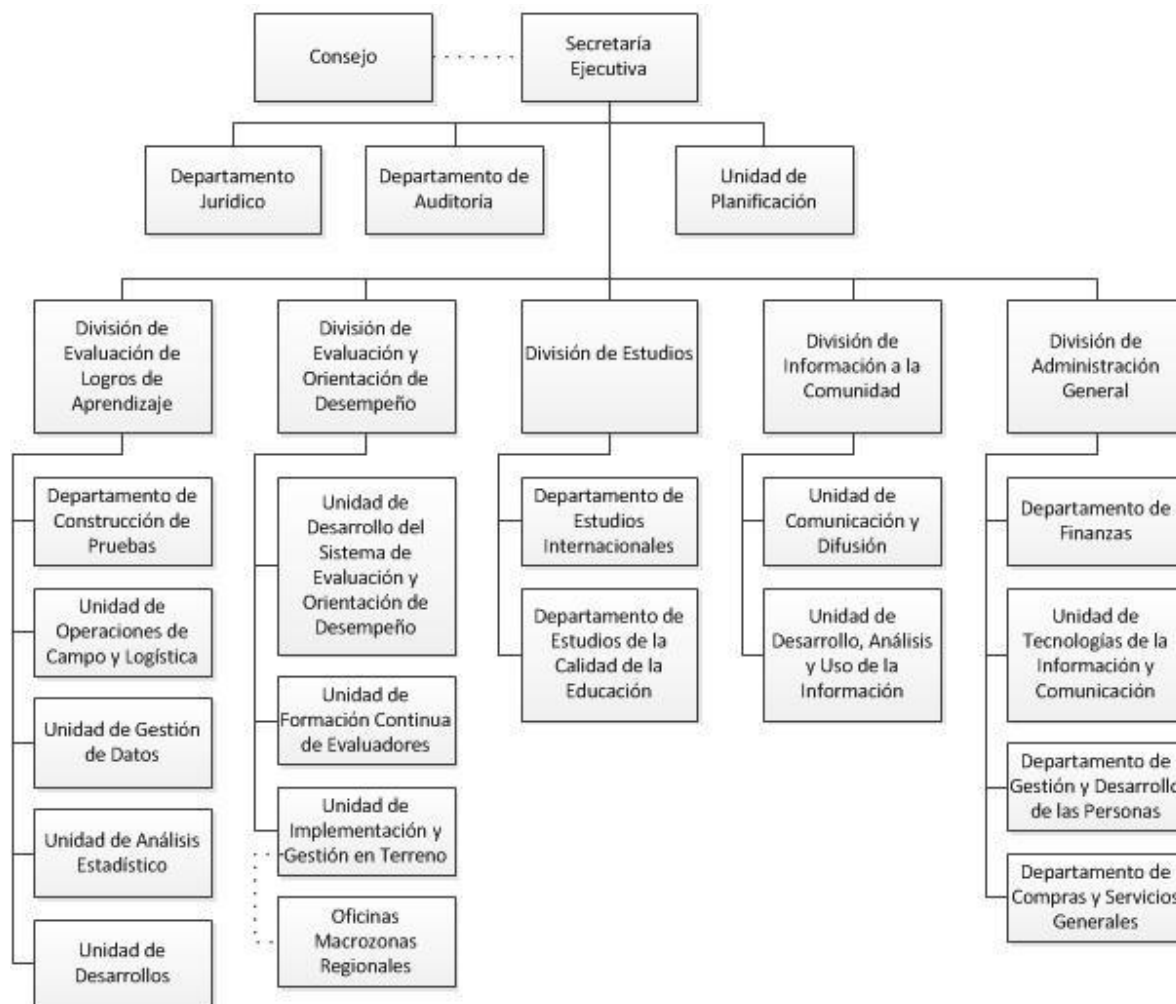 Consejo
Secretaría
Ejecutiva
Departamento
Jurídico
Departamento de
Auditoría
Unidad de
Planificación
División de
Evaluación de
Logros de
Aprendizaje
División de
Evaluación y
Orientación de
Desempeño
División de Estudios
División de
Información a la
Comunidad
División de
Administración
General
Departamento de
Construcción de
Pruebas
Unidad de
Operaciones de
Campo y Logística
Unidad de Gestión
de Datos
Unidad de Análisis
Estadístico
Unidad de
Desarrollos
Unidad de
Desarrollo del
Sistema de
Evaluación y
Orientación de
Desempeño
Unidad de
Formación Continua
de Evaluadores
Unidad de
Implementación y
Gestión en Terreno
Oficinas
Macrozonas
Regionales
Departamento de
Estudios
Internacionales
Departamento de
Estudios de la
Calidad de la
Educación
Unidad de
Comunicación y
Difusión
Unidad de
Desarrollo, Análisis
y Uso de la
Información
Departamento de
Finanzas
Unidad de
Tecnologías de la
Información y
Comunicación
Departamento de
Gestión y Desarrollo
de las Personas
Departamento de
Compras y Servicios
Generales